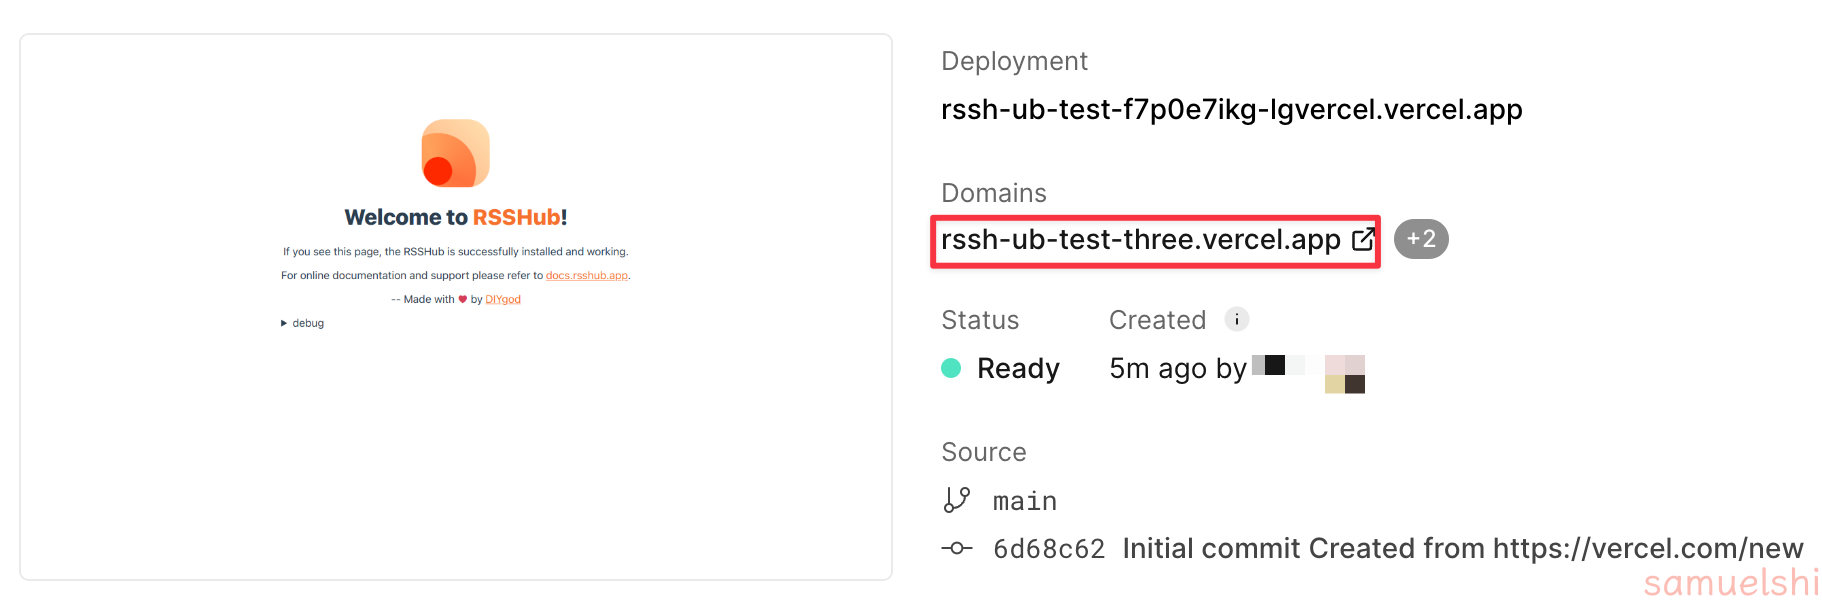 Welcome to RSSHub!
If you see this page, the RSSHub is successfully installed and working.
For online documentation and support please refer to docs.rsshub.app.
-- Made with ❤ by DIYgod
▶ debug
Deployment
rssh-ub-test-f7p0e7ikg-lgvercel.vercel.app
Domains
rssh-ub-test-three.vercel.app +2
Status Created i
Ready 5m ago by
Source
main
6d68c62 Initial commit Created from https://vercel.com/new
samuelshi